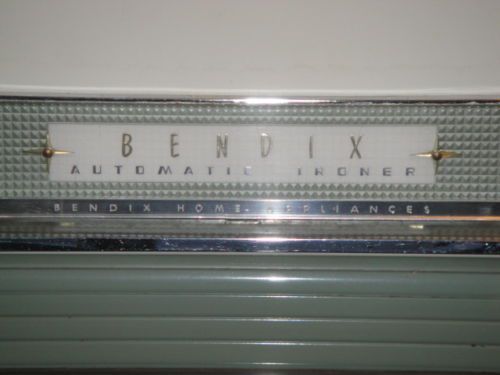 BENDIX
AUTOMATIC IRONER
BENDIX HOME APPLIANCES